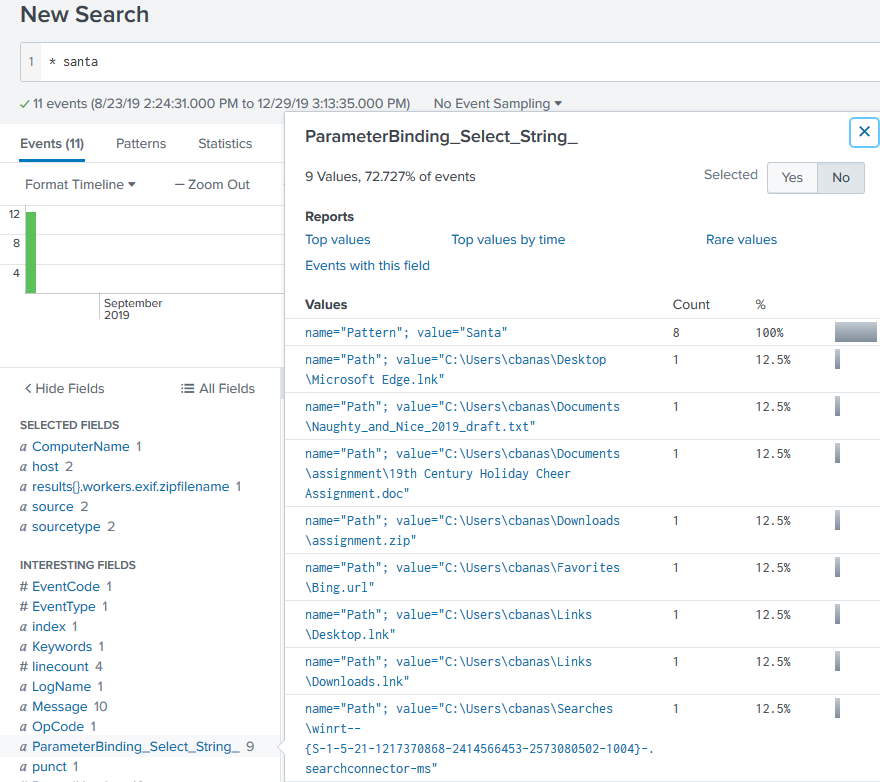 New Search
1 * santa
11 events (8/23/19 2:24:31.000 PM to 12/29/19 3:13:35.000 PM) No Event Sampling
Events (11) Patterns Statistics
Format Timeline — Zoom Out
12
8
4
September
2019
Hide Fields All Fields
SELECTED FIELDS
a ComputerName 1
a host 2
a results{}.workers.exif.zipfilename 1
a source 2
a sourcetype 2
INTERESTING FIELDS
# EventCode 1
# EventType 1
a index 1
a Keywords 1
# linecount 4
a LogName 1
a Message 10
a OpCode 1
a ParameterBinding_Select_String_ 9
a punct 1
ParameterBinding_Select_String_
9 Values, 72.727% of events Selected Yes No
Reports
Top values Top values by time Rare values
Events with this field
Values Count %
name="Pattern"; value="Santa" 8 100%
name="Path"; value="C:\Users\cbanas\Desktop 1 12.5%
\Microsoft Edge.lnk"
name="Path"; value="C:\Users\cbanas\Documents 1 12.5%
\Naughty_and_Nice_2019_draft.txt"
name="Path"; value="C:\Users\cbanas\Documents 1 12.5%
\assignment\19th Century Holiday Cheer
Assignment.doc"
name="Path"; value="C:\Users\cbanas\Downloads 1 12.5%
\assignment.zip"
name="Path"; value="C:\Users\cbanas\Favorites 1 12.5%
\Bing.url"
name="Path"; value="C:\Users\cbanas\Links 1 12.5%
\Desktop.lnk"
name="Path"; value="C:\Users\cbanas\Links 1 12.5%
\Downloads.lnk"
name="Path"; value="C:\Users\cbanas\Searches 1 12.5%
\winrt--
{S-1-5-21-1217370868-2414566453-2573080502-1004}-.
searchconnector-ms"